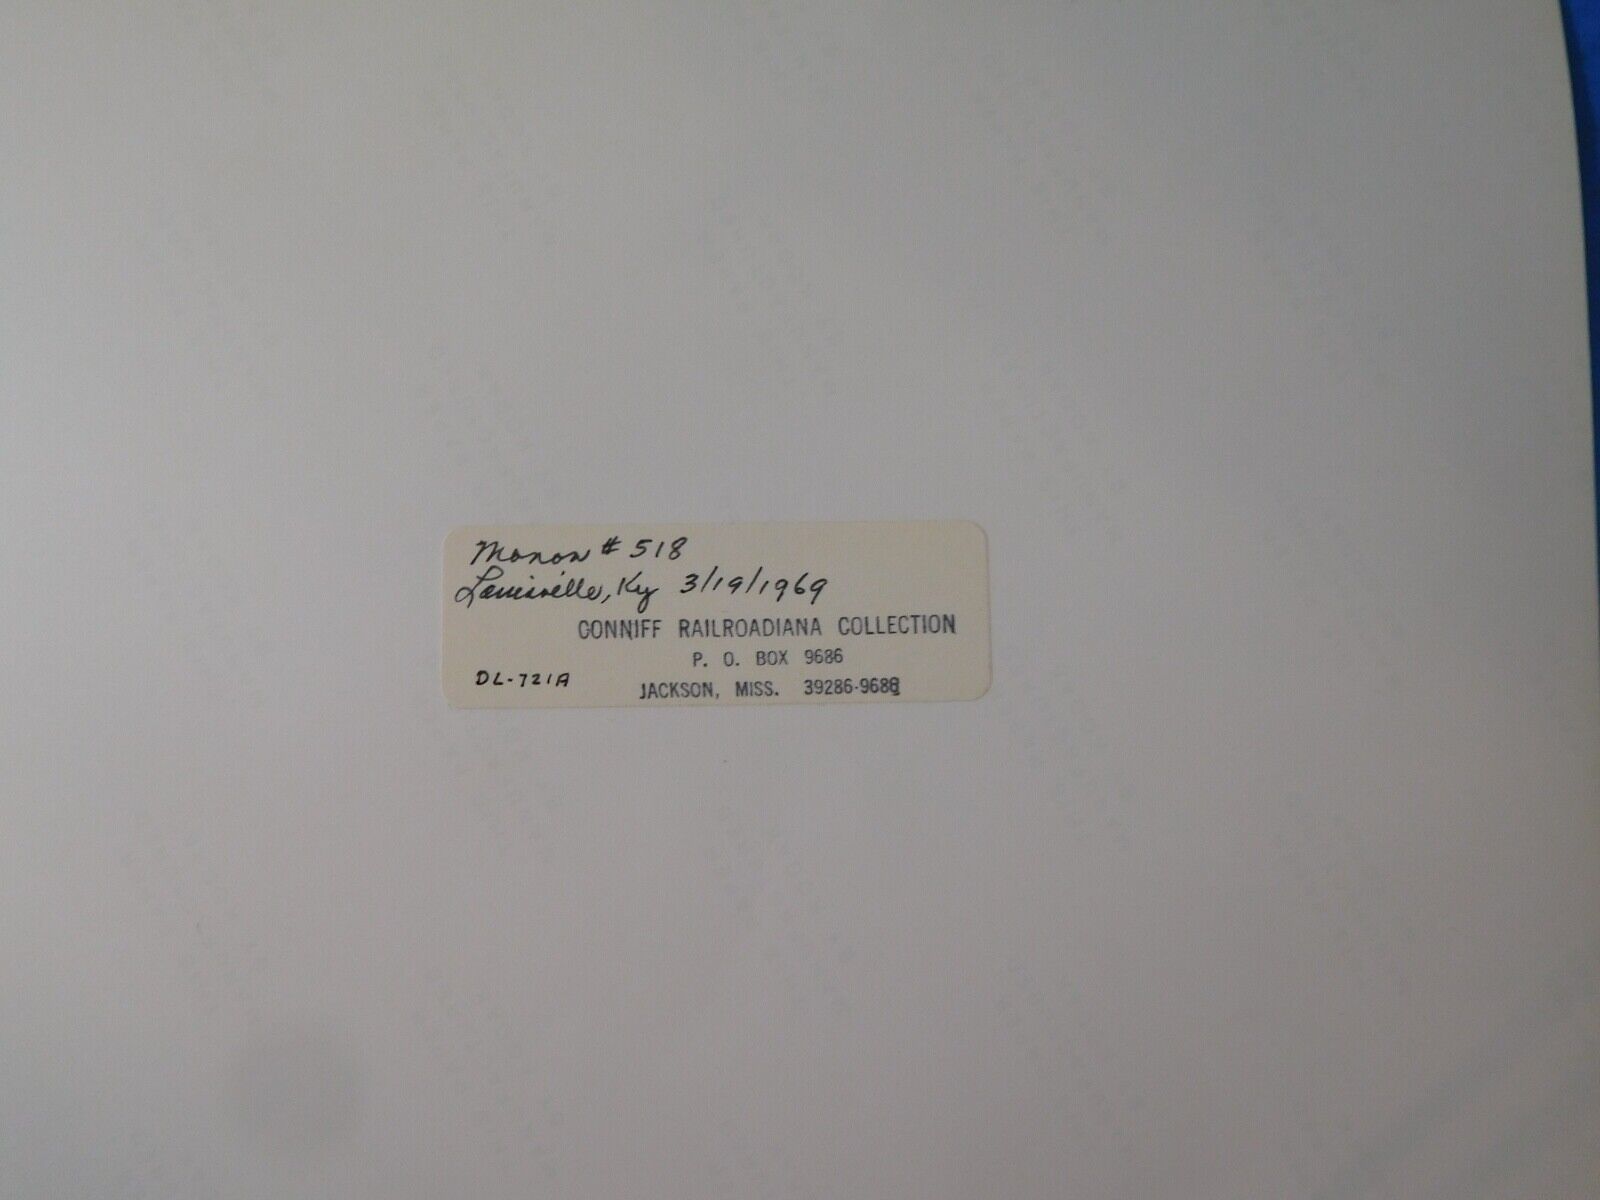 Monon # 518
Louisville, Ky 3/19/1969
CONNIFF RAILROADIANA COLLECTION
P. O. BOX 9686
DL-721A
JACKSON, MISS. 39286-9686